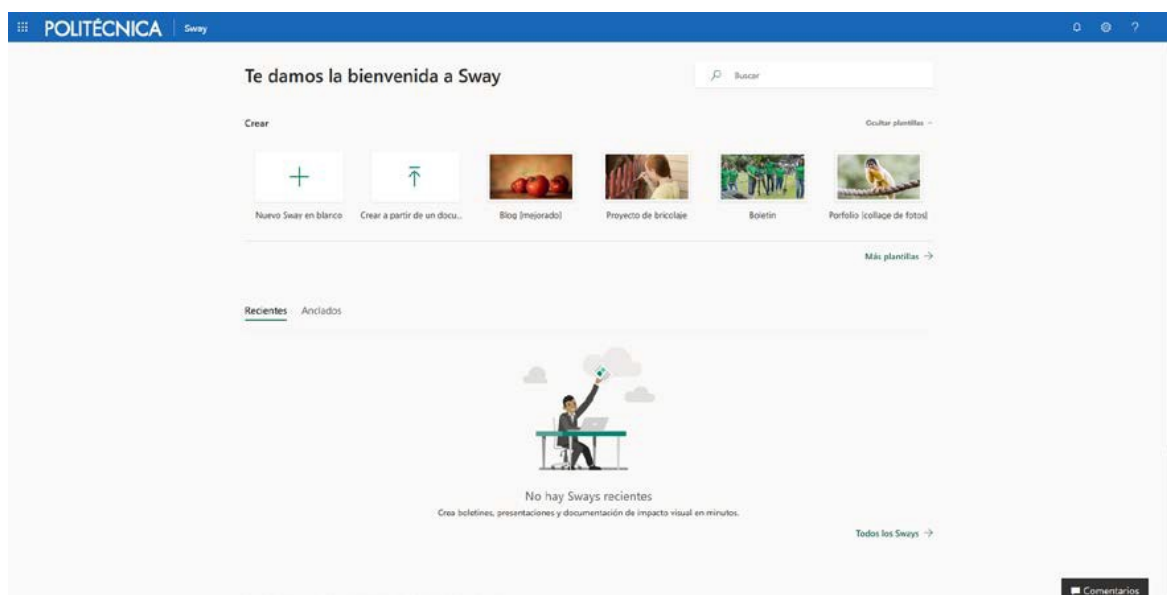 POLITÉCNICA Sway
Te damos la bienvenida a Sway
Buscar
Crear
Ocultar plantillas
Nuevo Sway en blanco
Crear a partir de un docu...
Blog [mejorado]
Proyecto de bricolaje
Boletín
Porfolio [collage de fotos]
Más plantillas
Recientes Anclados
No hay Sways recientes
Crea boletines, presentaciones y documentación de impacto visual en minutos.
Todos los Sways
Comentarios